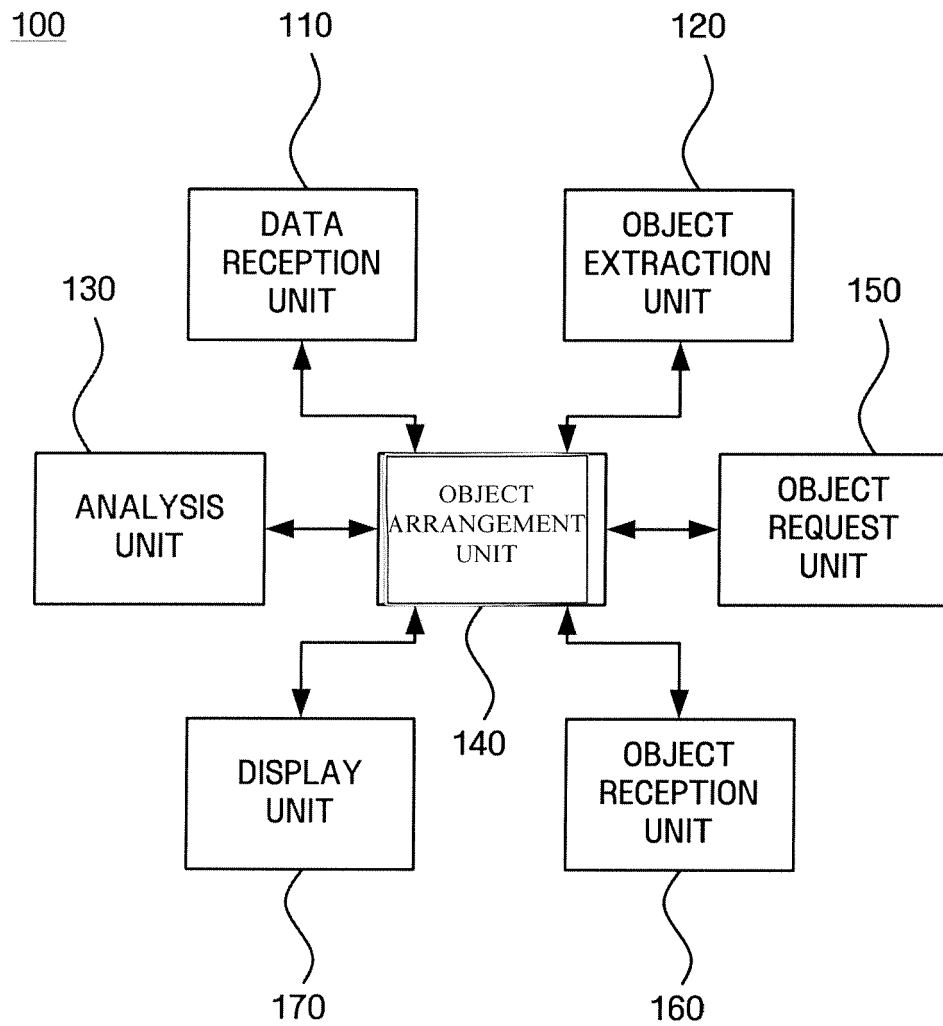 100
110
120
DATA
RECEPTION
UNIT
OBJECT
EXTRACTION
UNIT
130
150
ANALYSIS
UNIT
OBJECT
ARRANGEMENT
UNIT
OBJECT
REQUEST
UNIT
140
DISPLAY
UNIT
OBJECT
RECEPTION
UNIT
170
160